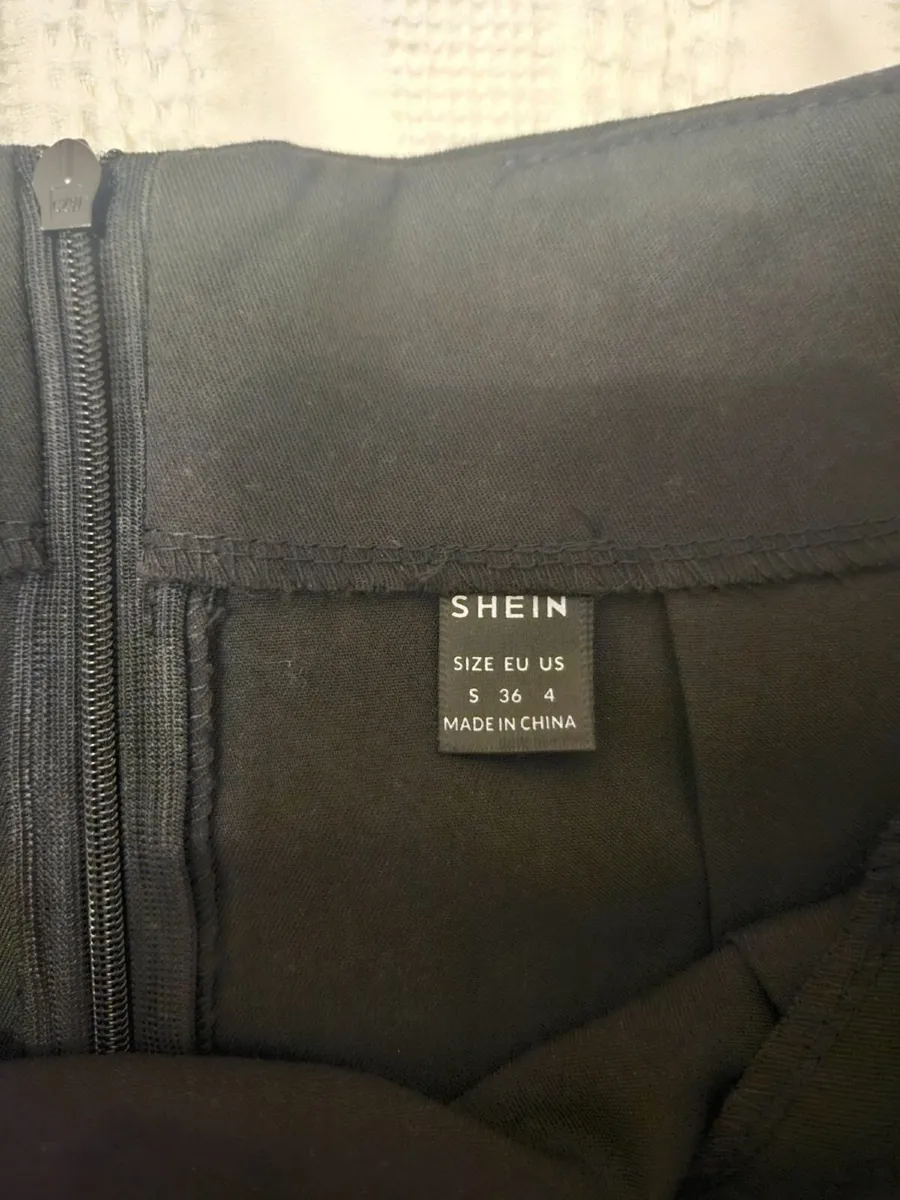 SHEIN
SIZE EU US
S 36 4
MADE IN CHINA